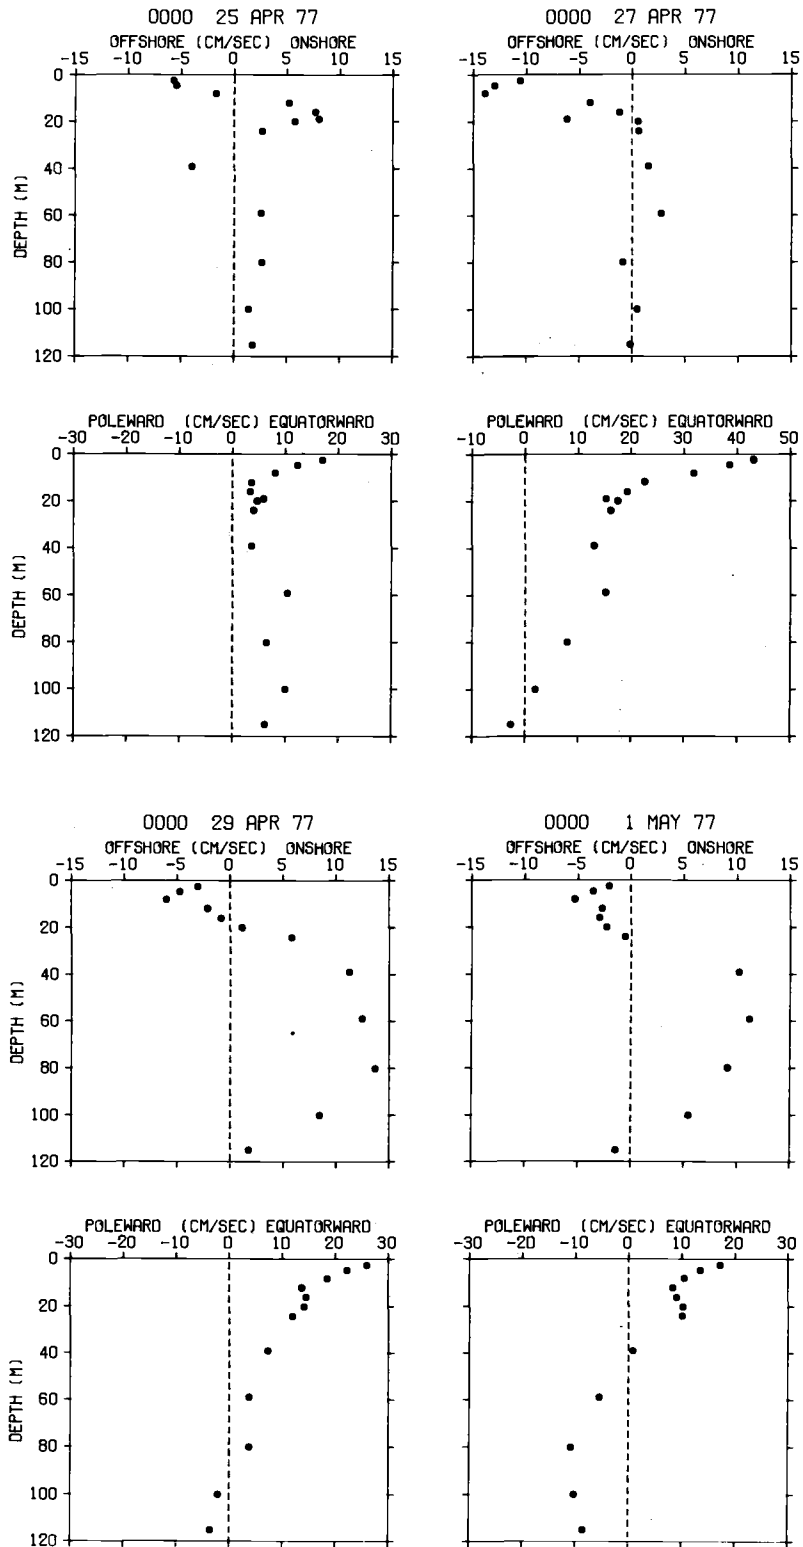 0000 25 APR 77
OFFSHORE (CM/SEC) ONSHORE
-15 -10 -5 0 5 10 15
0
20
40
60
80
100
120
DEPTH (M)
0000 27 APR 77
OFFSHORE (CM/SEC) ONSHORE
-15 -10 -5 0 5 10 15
POLEWARD (CM/SEC) EQUATORWARD
-30 -20 -10 0 10 20 30
0
20
40
60
80
100
120
DEPTH (M)
POLEWARD (CM/SEC) EQUATORWARD
-10 0 10 20 30 40 50
0000 29 APR 77
OFFSHORE (CM/SEC) ONSHORE
-15 -10 -5 0 5 10 15
0
20
40
60
80
100
120
DEPTH (M)
0000 1 MAY 77
OFFSHORE (CM/SEC) ONSHORE
-15 -10 -5 0 5 10 15
POLEWARD (CM/SEC) EQUATORWARD
-30 -20 -10 0 10 20 30
0
20
40
60
80
100
120
DEPTH (M)
POLEWARD (CM/SEC) EQUATORWARD
-30 -20 -10 0 10 20 30